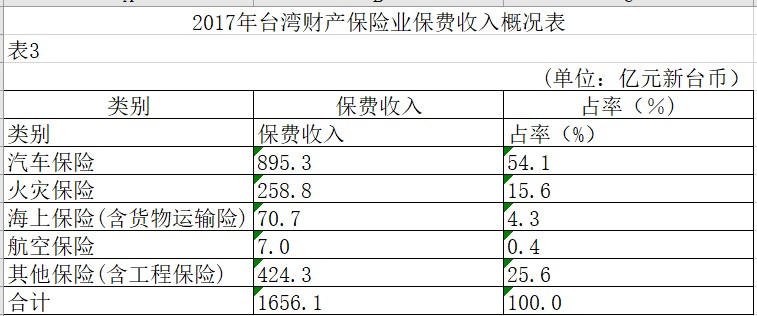 2017年台湾财产保险业保费收入概况表
表3
(单位：亿元新台币）
类别 保费收入 占率（%）
类别 保费收入 占率（%）
汽车保险 895.3 54.1
火灾保险 258.8 15.6
海上保险(含货物运输险) 70.7 4.3
航空保险 7.0 0.4
其他保险(含工程保险) 424.3 25.6
合计 1656.1 100.0